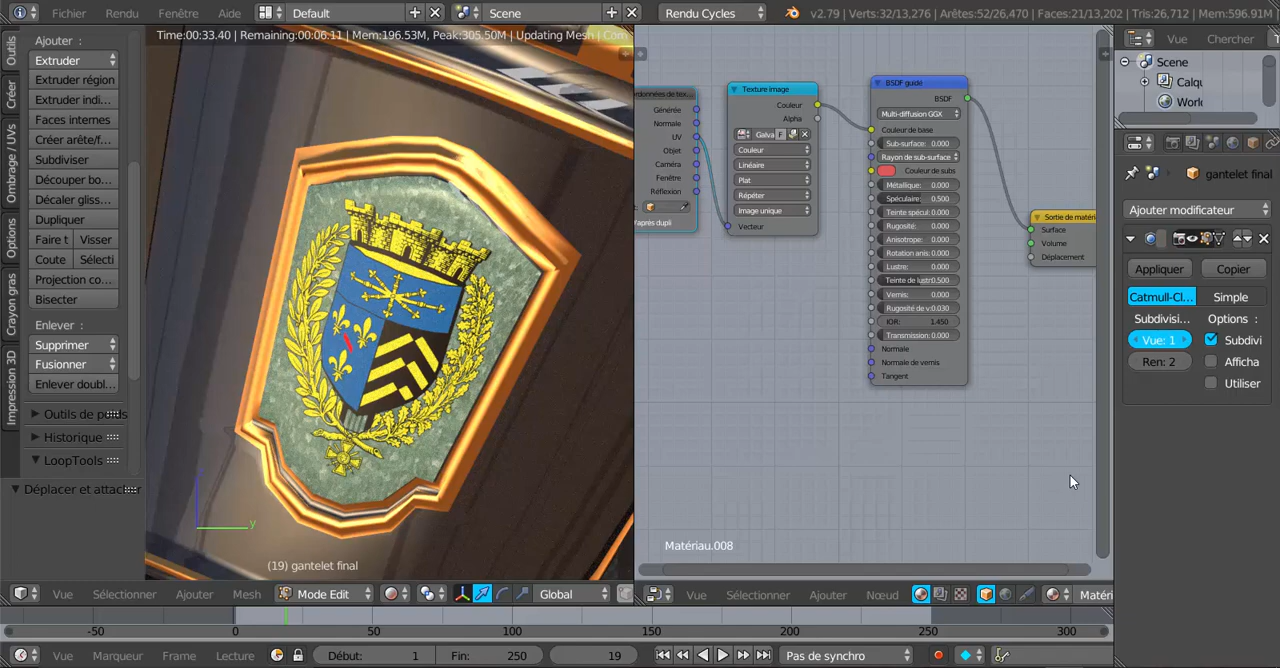 Fichier Rendu Fenêtre Aide Default Scene Rendu Cycles v2.79 | Verts:32/13,276 | Arêtes:52/26,470 | Faces:21/13,202 | Tris:26,712 | Mem:596.91M
Time:00:33.40 | Remaining:00:06:11 | Mem:196.53M, Peak:305.50M | Updating Mesh | Com
Outils
Créer
Ombrage / UVs
Options
Crayon gras
Impression 3D
Ajouter :
Extruder
Extruder région
Extruder indi...
Faces internes
Créer arête/f...
Subdiviser
Découper bo...
Décaler gliss...
Dupliquer
Faire t Visser
Coute Sélecti
Projection co...
Bisecter
Enlever :
Supprimer
Fusionner
Enlever doubl...
Outils de poids
Historique
LoopTools
Déplacer et attac
y
(19) gantelet final
ordonnées de tex...
Générée
Normale
UV
Objet
Caméra
Fenêtre
Réflexion
'après dupli
Texture image
Couleur
Alpha
Galva F
Couleur
Linéaire
Plat
Répéter
Image unique
Vecteur
BSDF guidé
BSDF
Multi-diffusion GGX
Couleur de base
Sub-surface: 0.000
Rayon de sub-surface
Couleur de subs
Métallique: 0.000
Spéculaire: 0.500
Teinte spécul: 0.000
Rugosité: 0.000
Anisotrope: 0.000
Rotation anis: 0.000
Lustre: 0.000
Teinte de lustr: 0.500
Vernis: 0.000
Rugosité de v: 0.030
IOR: 1.450
Transmission: 0.000
Normale
Normale de vernis
Tangent
Sortie de matéri
Surface
Volume
Déplacement
Matériau.008
Vue Chercher
Scene
Calqu
World
gantelet final
Ajouter modificateur
Appliquer Copier
Catmull-Cl... Simple
Subdivisi... Options :
Vue: 1 Subdivi
Ren: 2 Afficha
Utiliser
Vue Sélectionner Ajouter Mesh Mode Edit Global
Vue Sélectionner Ajouter Nœud Matéri
-50 0 50 100 150 200 250 300
Vue Marqueur Frame Lecture Début: 1 Fin: 250 19 Pas de synchro